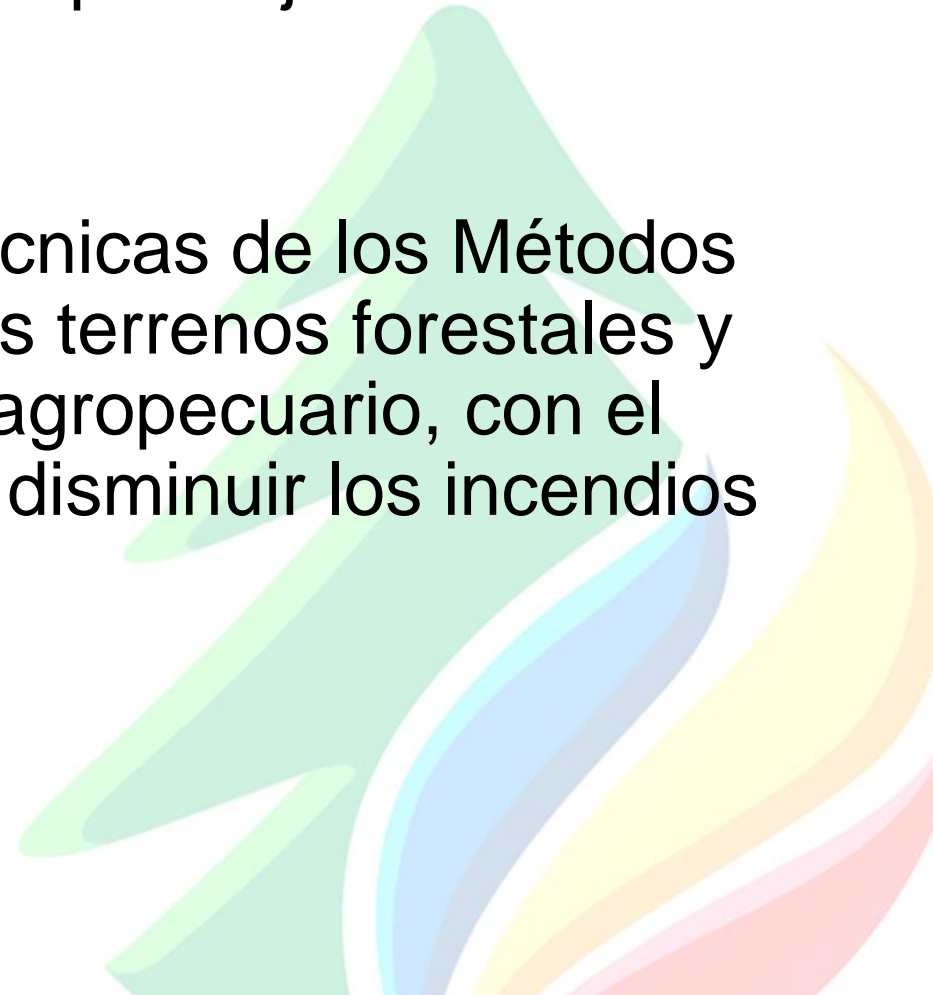 cnicas de los Métodos
s terrenos forestales y
agropecuario, con el
disminuir los incendios